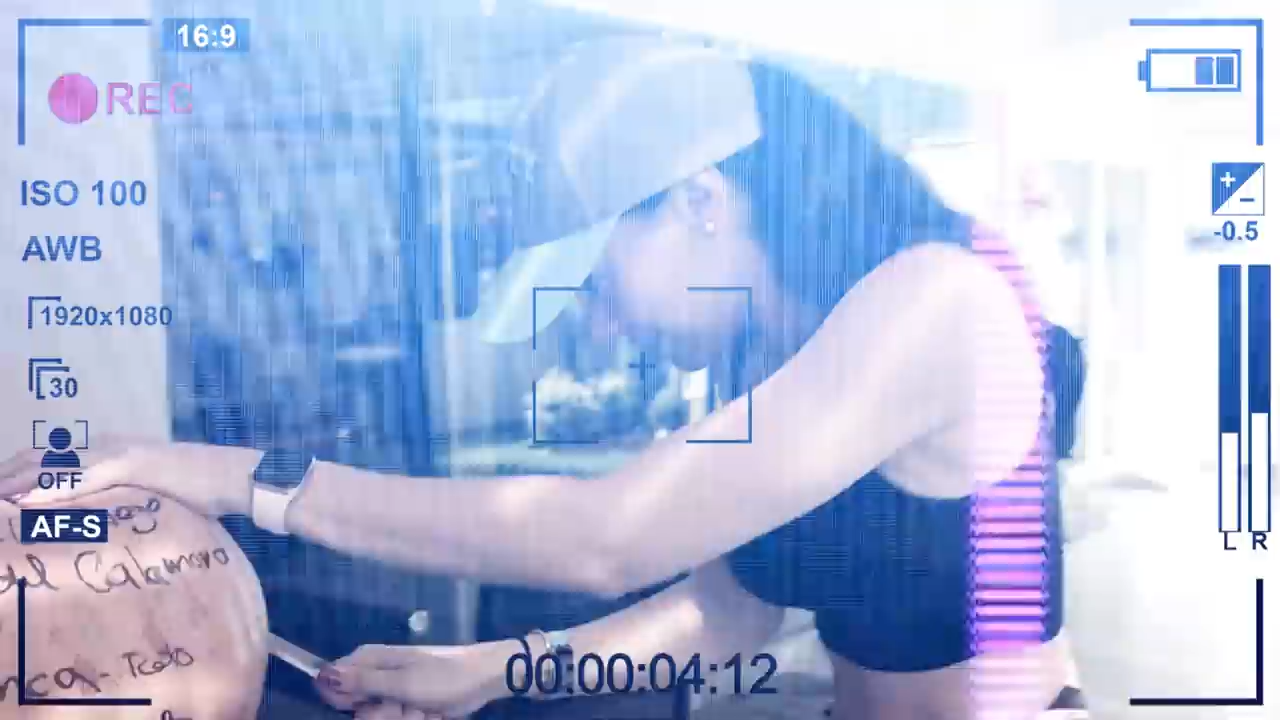 16:9
REC
ISO 100
AWB
1920x1080
30
OFF
AF-S
-0.5
L R
Calamaro
00:00:04:12